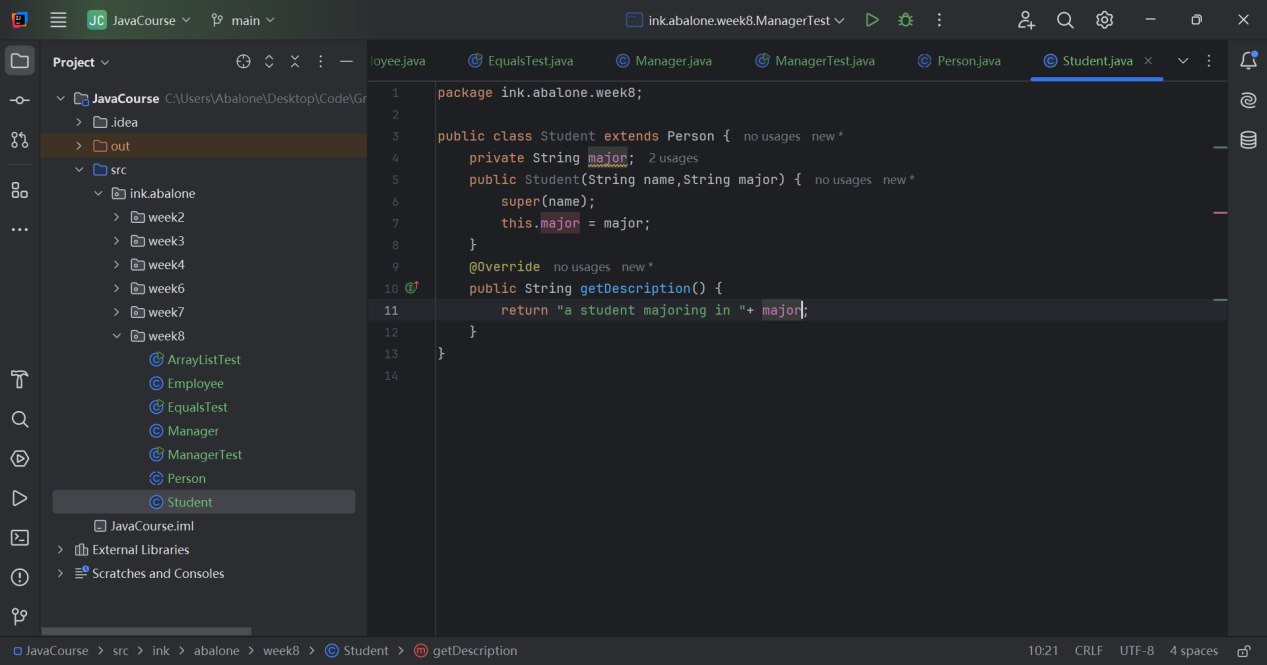 JC JavaCourse main ink.abalone.week8.ManagerTest
Project
oyee.java EqualsTest.java Manager.java ManagerTest.java Person.java Student.java
JavaCourse C:\Users\Abalone\Desktop\Code\Gr
.idea
out
src
ink.abalone
week2
week3
week4
week6
week7
week8
ArrayListTest
Employee
EqualsTest
Manager
ManagerTest
Person
Student
JavaCourse.iml
External Libraries
Scratches and Consoles
1 package ink.abalone.week8;
2
3 public class Student extends Person { no usages new *
4 private String major; 2 usages
5 public Student(String name,String major) { no usages new *
6 super(name);
7 this.major = major;
8 }
9 @Override no usages new *
10 public String getDescription() {
11 return "a student majoring in "+ major;
12 }
13 }
14
JavaCourse > src > ink > abalone > week8 > Student > getDescription 10:21 CRLF UTF-8 4 spaces